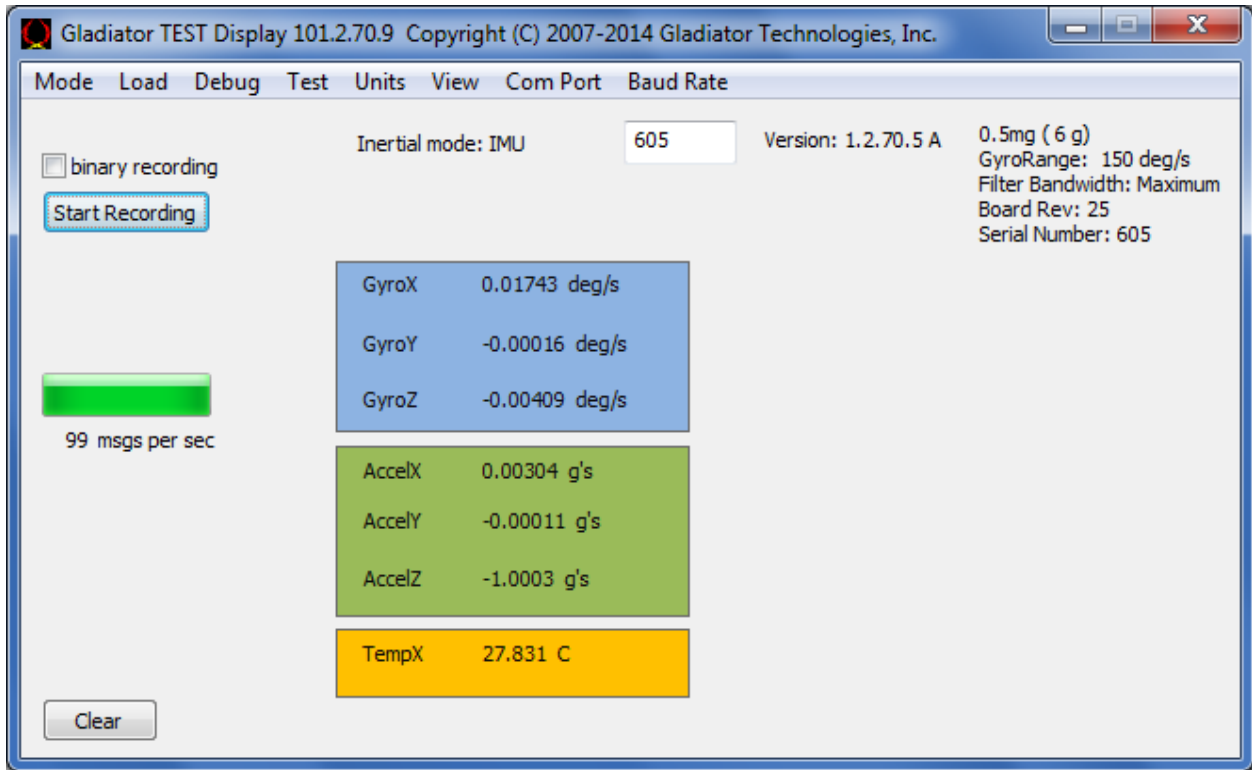 Gladiator TEST Display 101.2.70.9 Copyright (C) 2007-2014 Gladiator Technologies, Inc.
Mode Load Debug Test Units View Com Port Baud Rate
binary recording
Start Recording
Inertial mode: IMU
605
Version: 1.2.70.5 A
0.5mg ( 6 g)
GyroRange: 150 deg/s
Filter Bandwidth: Maximum
Board Rev: 25
Serial Number: 605
GyroX 0.01743 deg/s
GyroY -0.00016 deg/s
GyroZ -0.00409 deg/s
99 msgs per sec
AccelX 0.00304 g's
AccelY -0.00011 g's
AccelZ -1.0003 g's
TempX 27.831 C
Clear